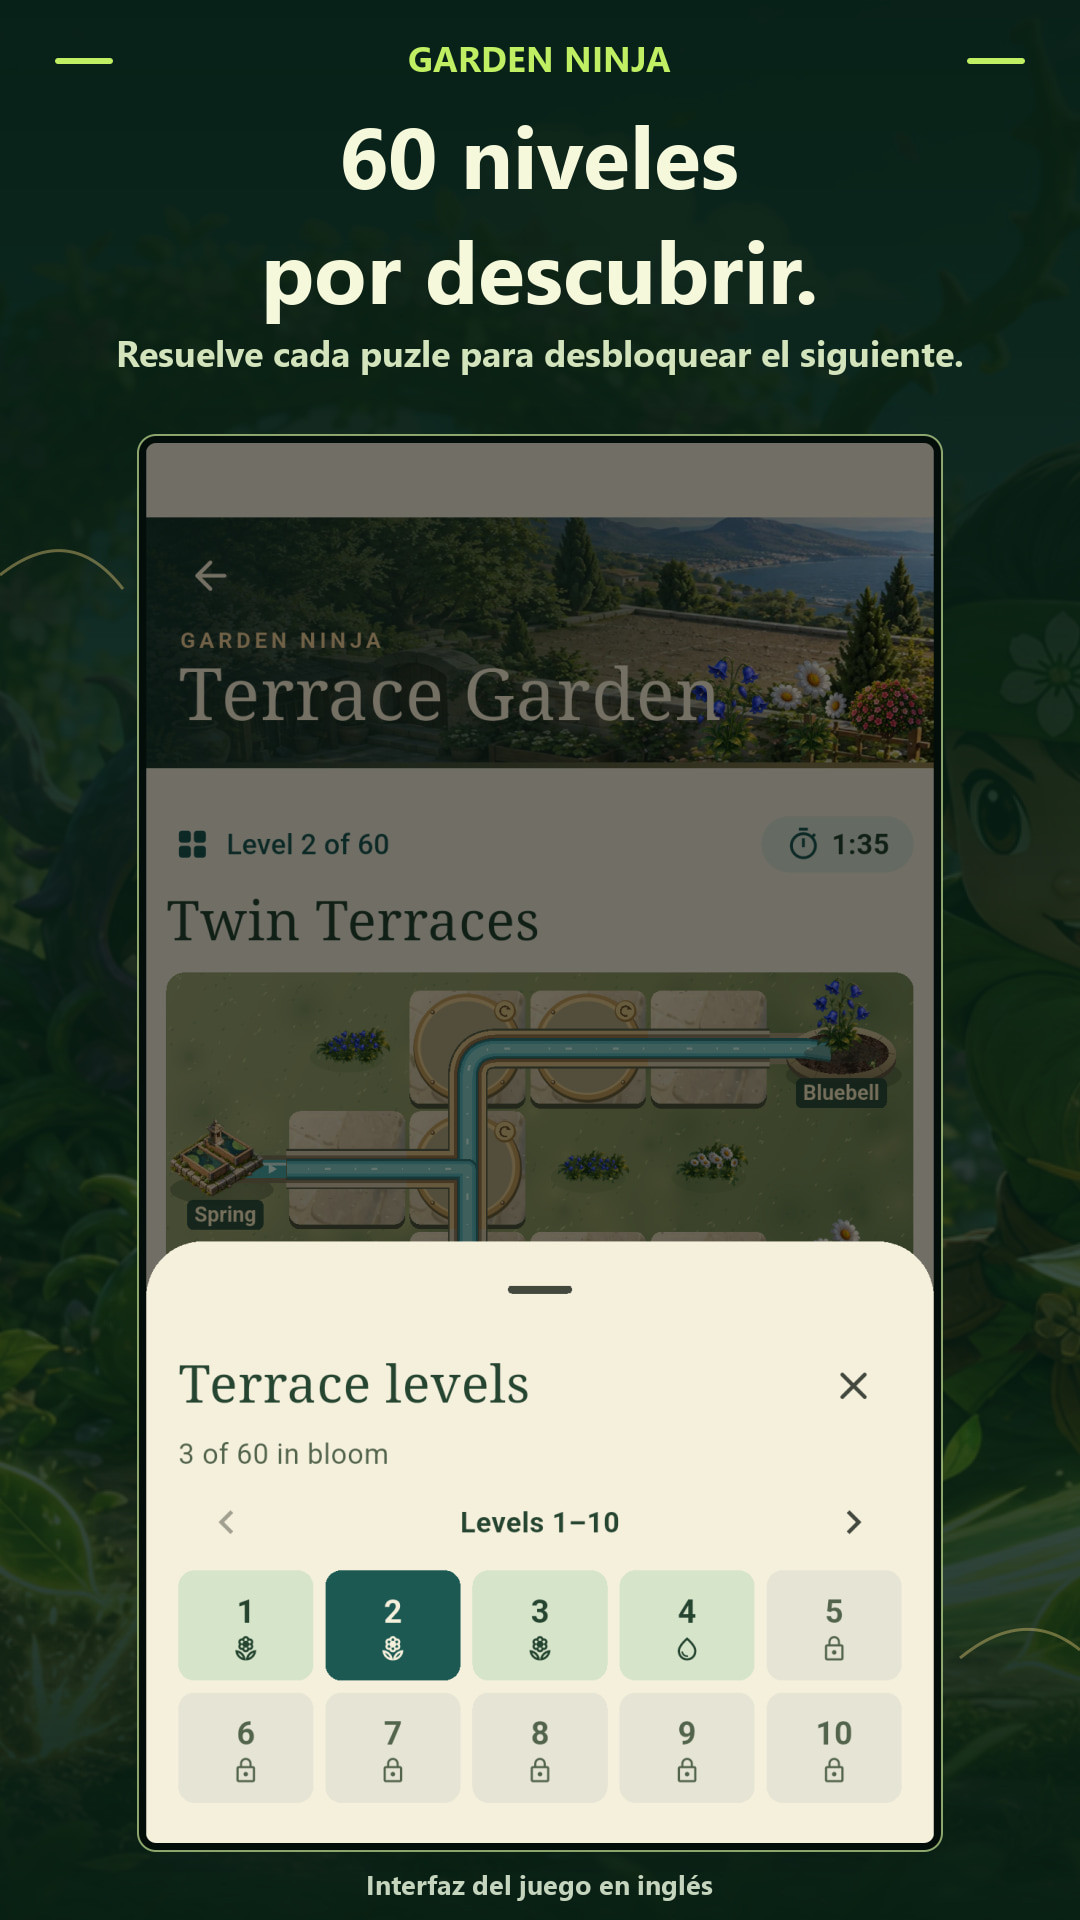 GARDEN NINJA
60 niveles
por descubrir.
Resuelve cada puzle para desbloquear el siguiente.
GARDEN NINJA
Terrace Garden
Level 2 of 60
1:35
Twin Terraces
Bluebell
Spring
Terrace levels
3 of 60 in bloom
Levels 1–10
1 2 3 4 5
6 7 8 9 10
Interfaz del juego en inglés